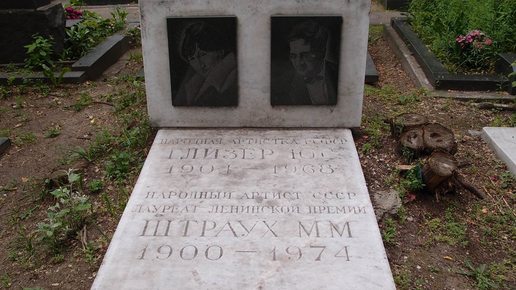 НАРОДНАЯ АРТИСТКА РСФСР
ГЛИЗЕР Ю.С.
1904 1968
НАРОДНЫЙ АРТИСТ СССР
ЛАУРЕАТ ЛЕНИНСКОЙ ПРЕМИИ
ШТРАУХ М М
1900 — 1974